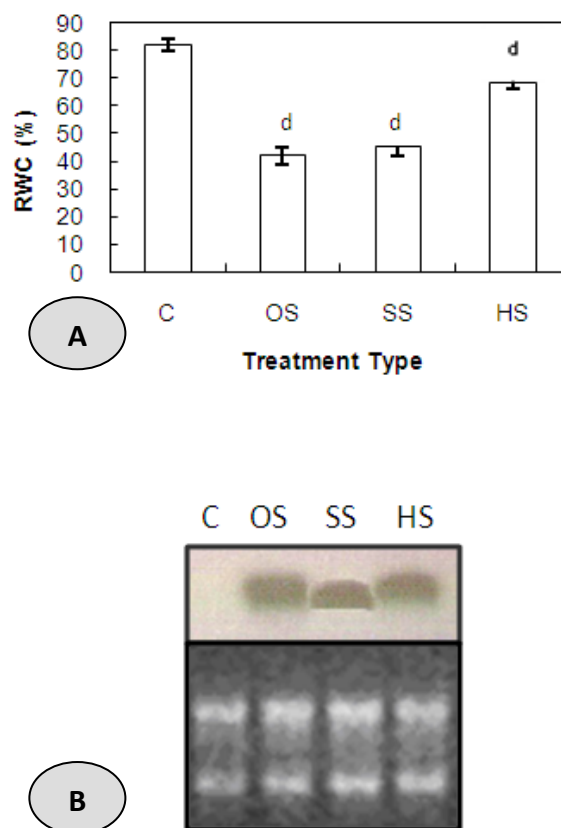 90
80
70
60
50
40
30
20
10
0
RWC (%)
d
d
d
C
OS
SS
HS
Treatment Type
A
C OS SS HS
B